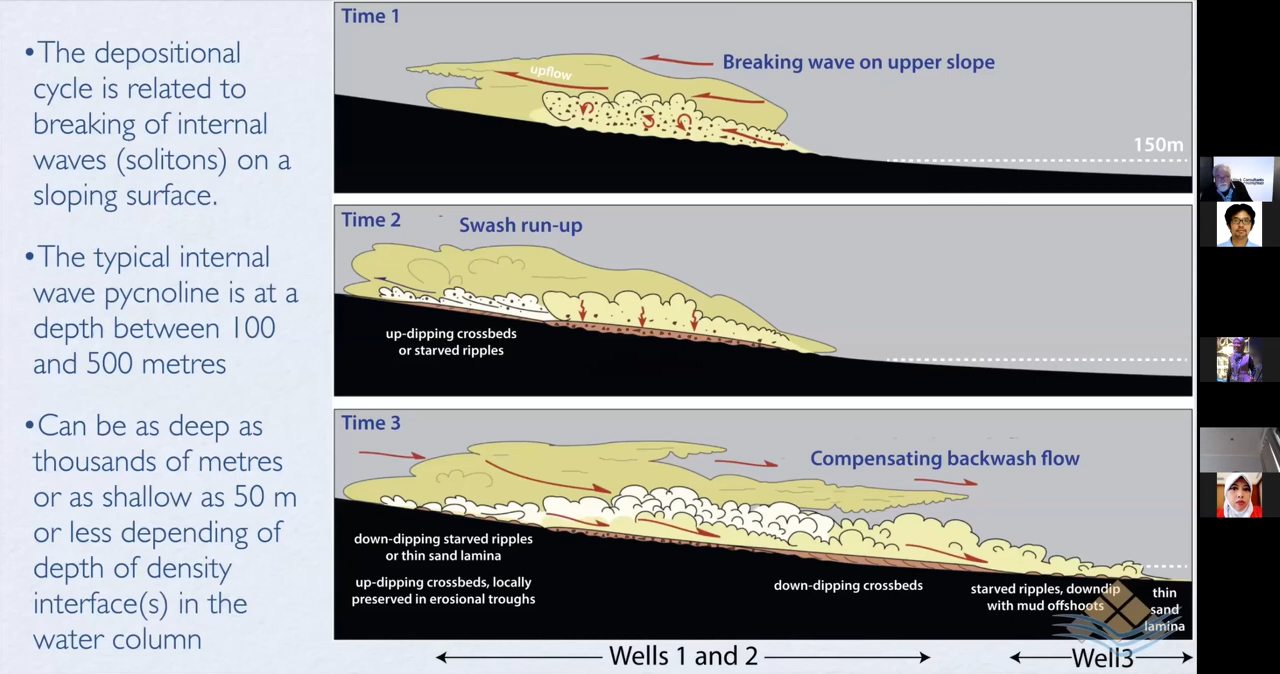 •The depositional
cycle is related to
breaking of internal
waves (solitons) on a
sloping surface.
•The typical internal
wave pycnoline is at a
depth between 100
and 500 metres
•Can be as deep as
thousands of metres
or as shallow as 50 m
or less depending of
depth of density
interface(s) in the
water column
Time 1
Breaking wave on upper slope
upflow
150m
Time 2
Swash run-up
up-dipping crossbeds
or starved ripples
Time 3
Compensating backwash flow
down-dipping starved ripples
or thin sand lamina
up-dipping crossbeds, locally
preserved in erosional troughs
down-dipping crossbeds
starved ripples, downdip
with mud offshoots
thin
sand
lamina
Wells 1 and 2
Well3